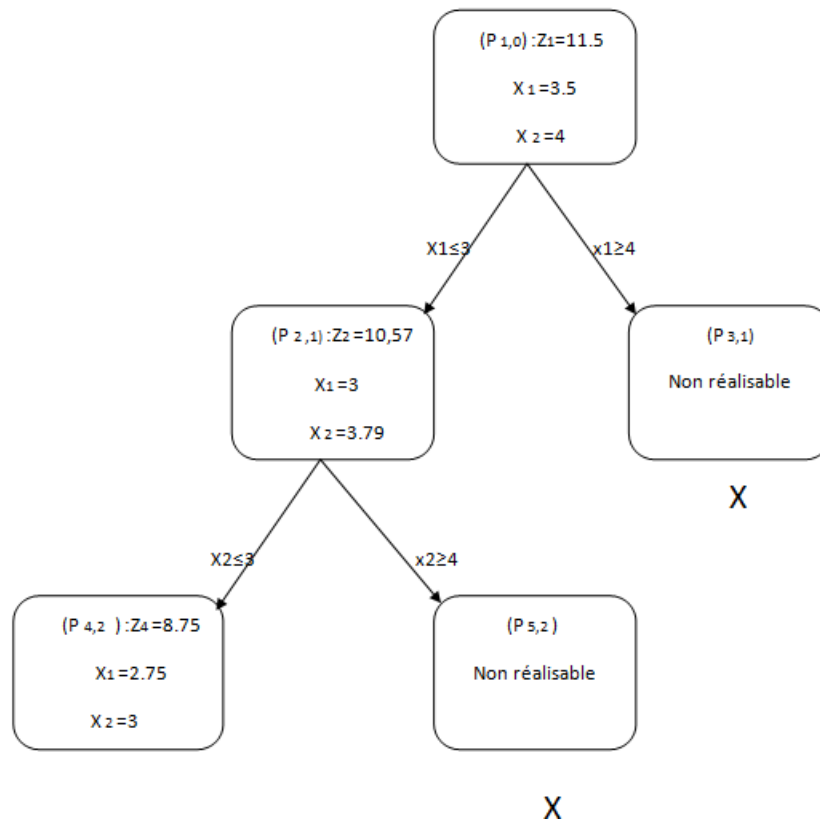 (P 1,0) :Z1=11.5
X 1 =3.5
X 2 =4
X1≤3
x1≥4
(P 2 ,1) :Z2 =10,57
X1 =3
X 2 =3.79
(P 3,1)
Non réalisable
X
X2≤3
x2≥4
(P 4,2 ) :Z4 =8.75
X1 =2.75
X 2 =3
(P 5,2 )
Non réalisable
X